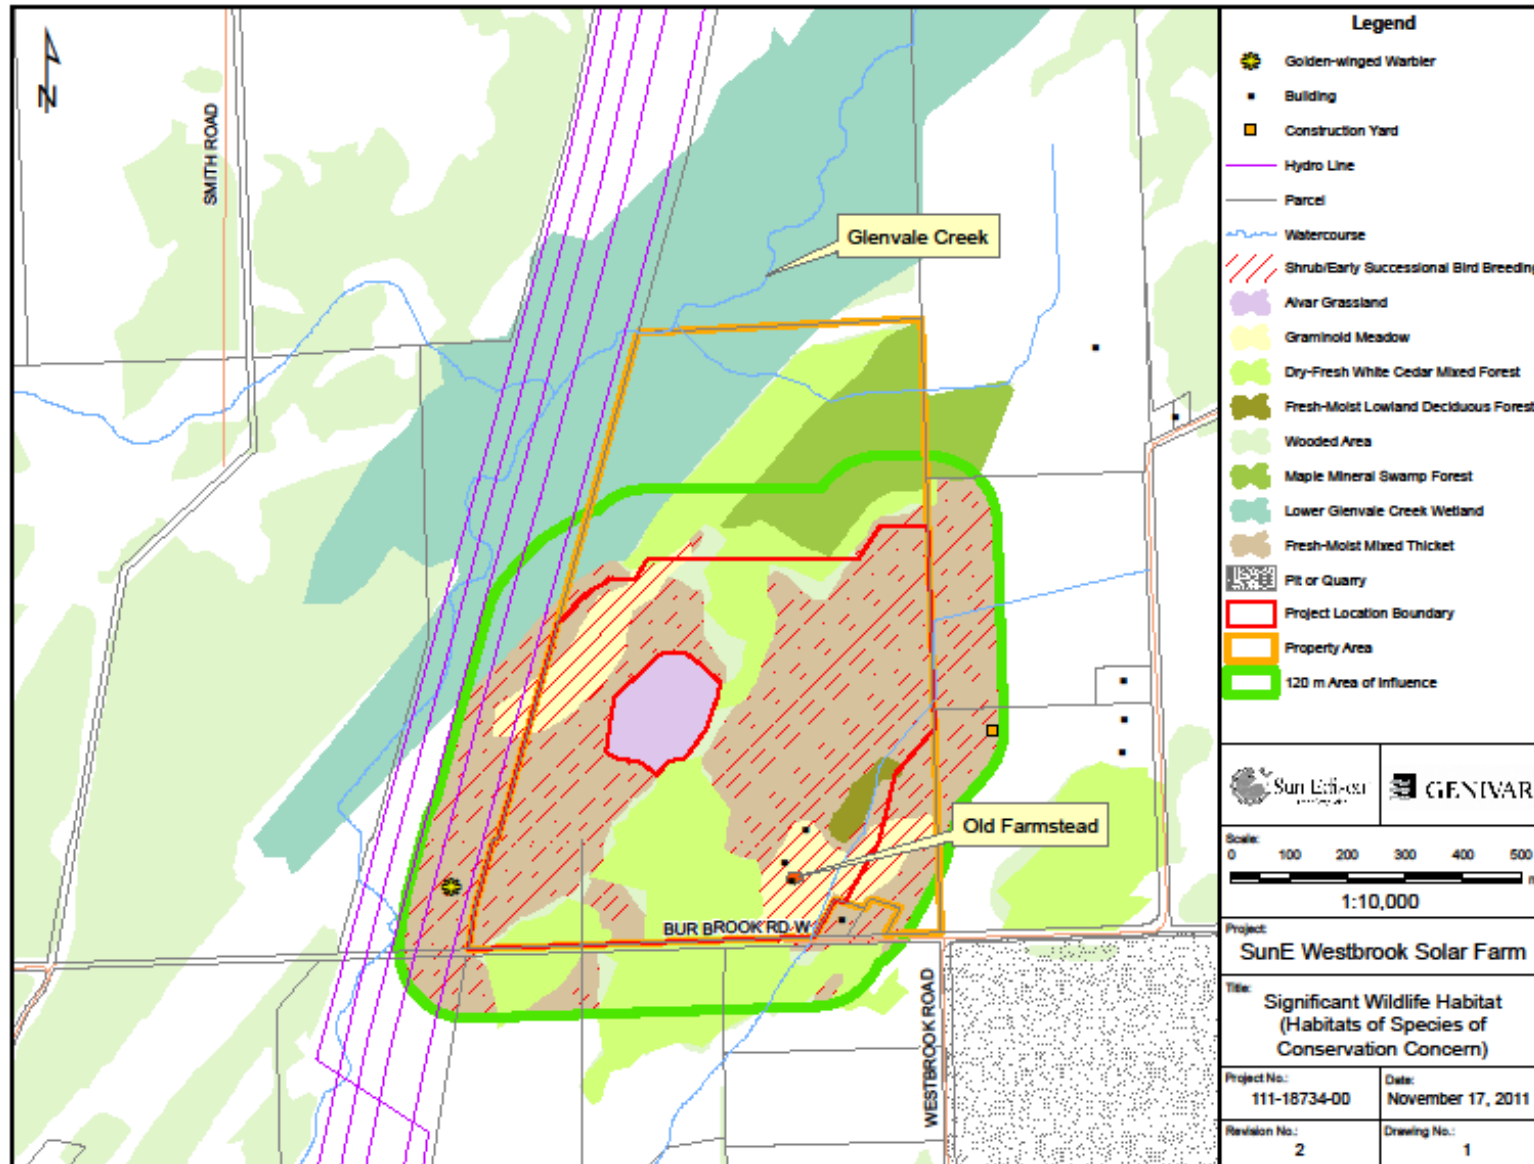 N
SMITH ROAD
Glenvale Creek
Old Farmstead
BUR BROOK RD W
WESTBROOK ROAD
Legend
Golden-winged Warbler
Building
Construction Yard
Hydro Line
Parcel
Watercourse
Shrub/Early Successional Bird Breeding
Alvar Grassland
Graminoid Meadow
Dry-Fresh White Cedar Mixed Forest
Fresh-Moist Lowland Deciduous Forest
Wooded Area
Maple Mineral Swamp Forest
Lower Glenvale Creek Wetland
Fresh-Moist Mixed Thicket
Pit or Quarry
Project Location Boundary
Property Area
120 m Area of Influence
Sun Edison
GENIVAR
Scale:
0 100 200 300 400 500
m
1:10,000
Project:
SunE Westbrook Solar Farm
Title:
Significant Wildlife Habitat
(Habitats of Species of
Conservation Concern)
Project No.:
111-18734-00
Date:
November 17, 2011
Revision No.:
2
Drawing No.:
1